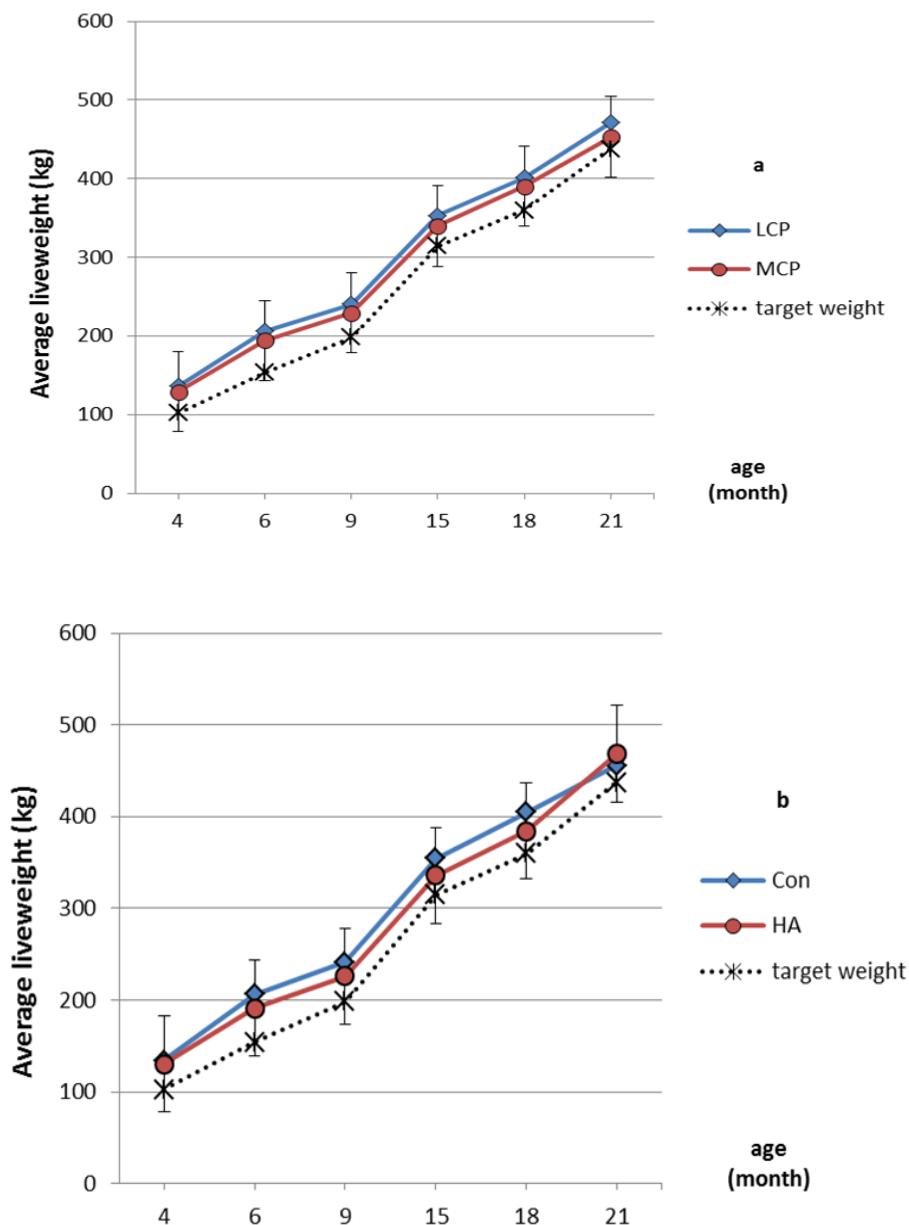 600
500
400
300
200
100
0
Average liveweight (kg)
4 6 9 15 18 21
age
(month)
a
LCP
MCP
target weight
600
500
400
300
200
100
0
Average liveweight (kg)
4 6 9 15 18 21
age
(month)
b
Con
HA
target weight